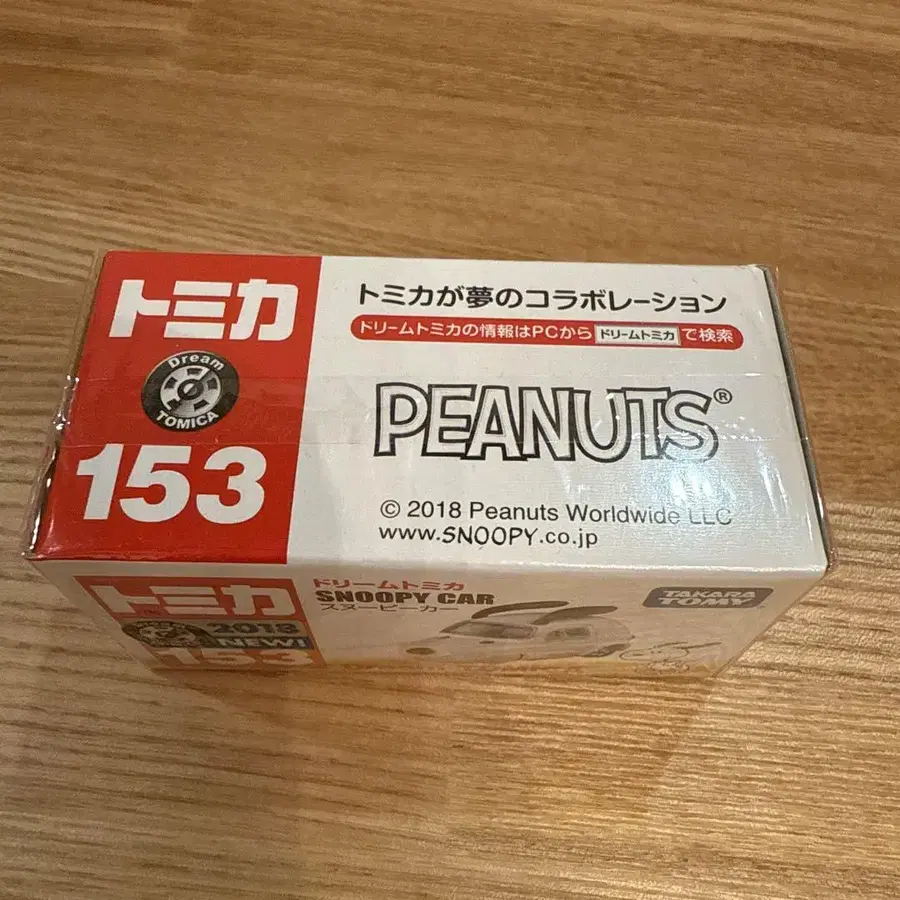 トミカ
Dream
TOMICA
153
トミカが夢のコラボレーション
ドリームトミカの情報はPCから ドリームトミカ で検索
PEANUTS®
© 2018 Peanuts Worldwide LLC
www.SNOOPY.co.jp
トミカ
2018
NEW!
153
ドリームトミカ
SNOOPY CAR
スヌーピーカー
TAKARA
TOMY